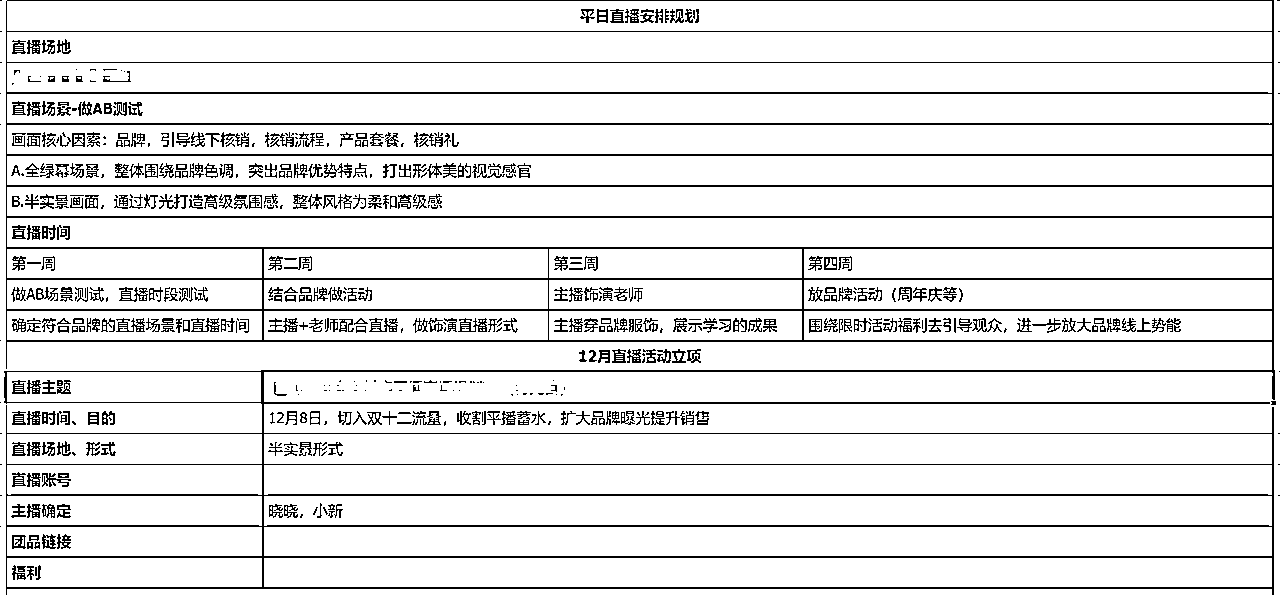 平日直播安排规划
直播场地
直播场景-做AB测试
画面核心因素：品牌，引导线下核销，核销流程，产品套餐，核销礼
A.全绿幕场景，整体围绕品牌色调，突出品牌优势特点，打出形体美的视觉感官
B.半实景画面，通过灯光打造高级氛围感，整体风格为柔和高级感
直播时间
第一周 第二周 第三周 第四周
做AB场景测试，直播时段测试 结合品牌做活动 主播饰演老师 放品牌活动（周年庆等）
确定符合品牌的直播场景和直播时间 主播+老师配合直播，做饰演直播形式 主播穿品牌服饰，展示学习的成果 围绕限时活动福利去引导观众，进一步放大品牌线上势能
12月直播活动立项
直播主题
直播时间、目的 12月8日，切入双十二流量，收割平播蓄水，扩大品牌曝光提升销售
直播场地、形式 半实景形式
直播账号
主播确定 晓晓，小新
团品链接
福利